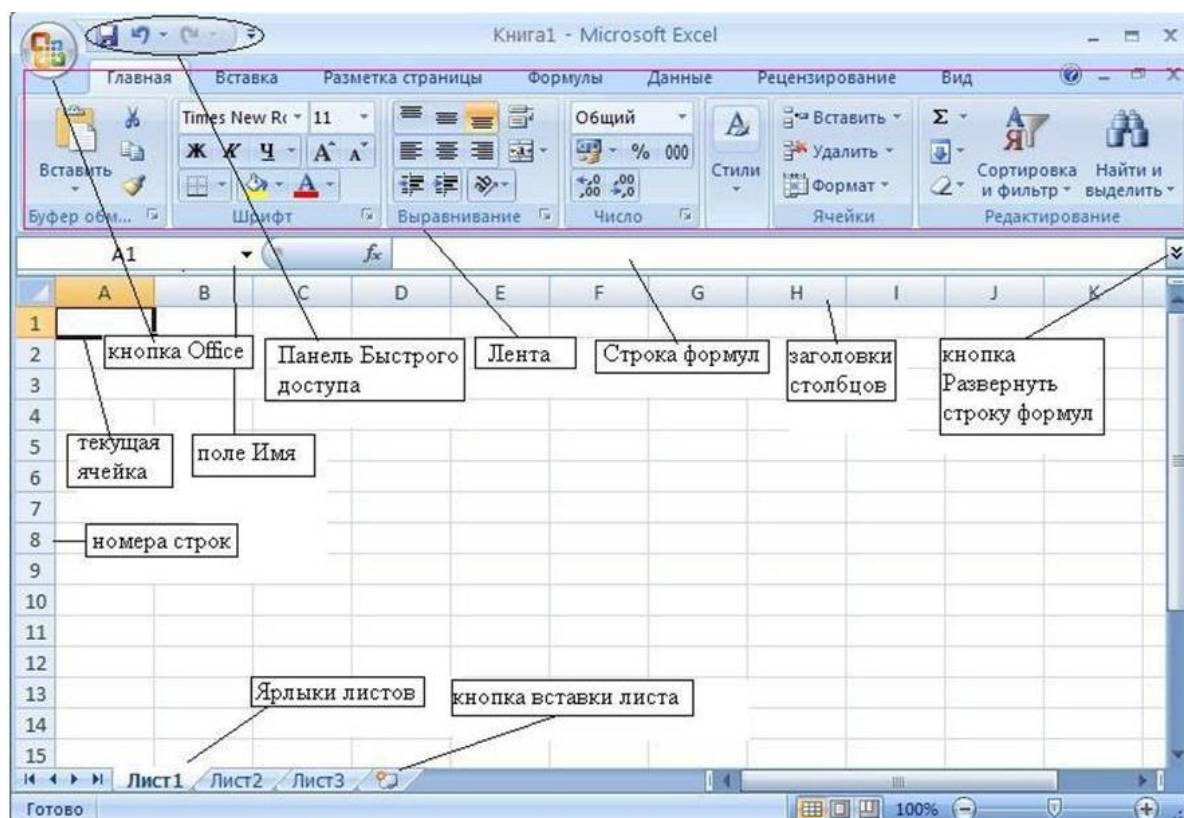 Книга1 - Microsoft Excel
Главная Вставка Разметка страницы Формулы Данные Рецензирование Вид
Times New Rc 11 Общий Вставить Σ
Ж К Ч А А % 000 Удалить А Я
Вставить А Стили Формат Сортировка и фильтр Найти и выделить
Буфер обм... Шрифт Выравнивание Число Ячейки Редактирование
A1 fx
A B C D E F G H I J K
1
2
3
4
5
6
7
8
9
10
11
12
13
14
15
кнопка Office
Панель Быстрого
доступа
Лента
Строка формул
заголовки
столбцов
кнопка
Развернуть
строку формул
текущая
ячейка
поле Имя
номера строк
Ярлыки листов
кнопка вставки листа
Лист1 Лист2 Лист3
Готово 100%